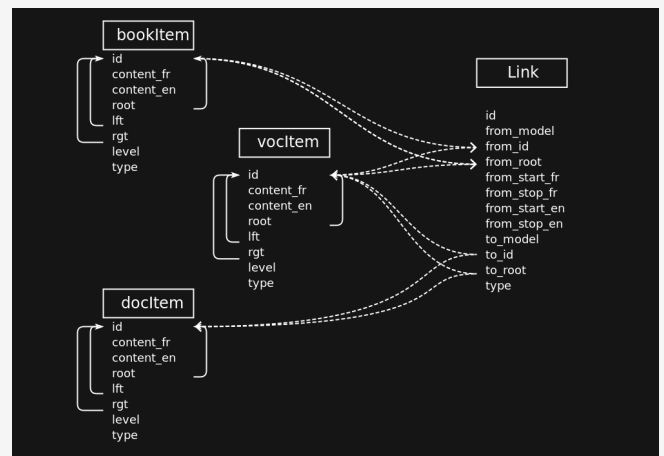 bookItem
id
content_fr
content_en
root
lft
rgt
level
type
vocItem
id
content_fr
content_en
root
lft
rgt
level
type
docItem
id
content_fr
content_en
root
lft
rgt
level
type
Link
id
from_model
from_id
from_root
from_start_fr
from_stop_fr
from_start_en
from_stop_en
to_model
to_id
to_root
type